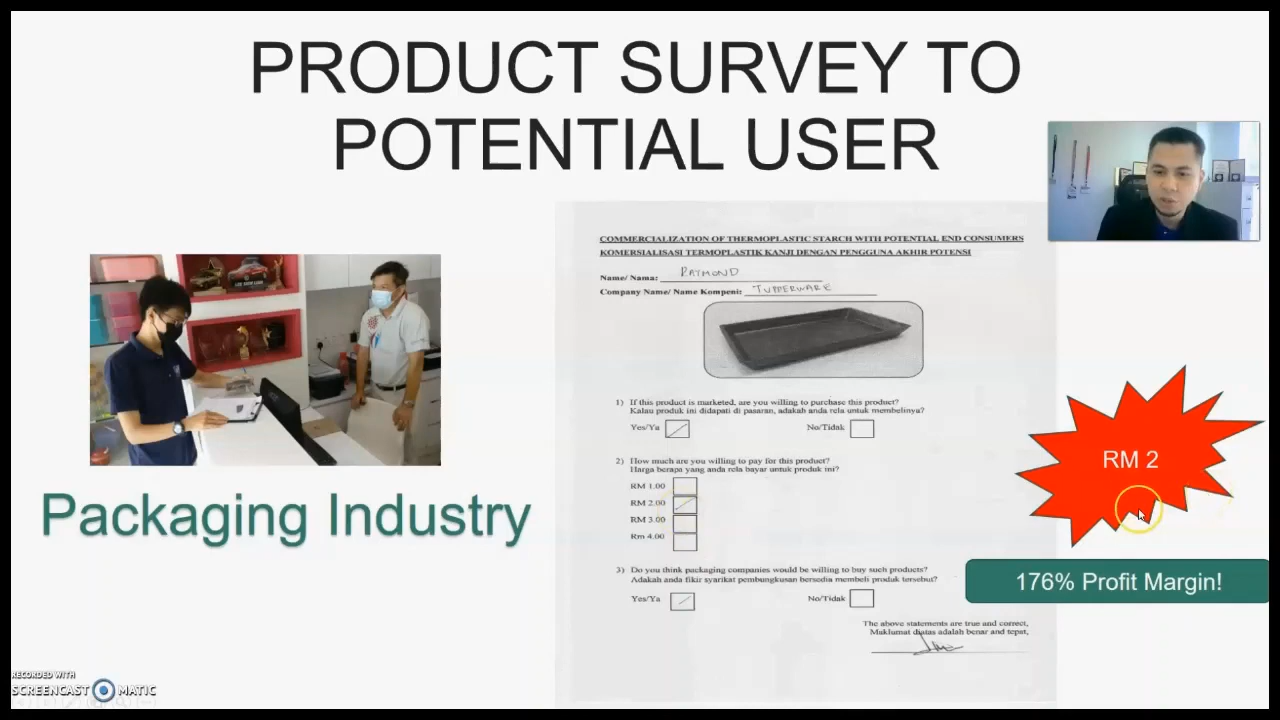 PRODUCT SURVEY TO
POTENTIAL USER
COMMERCIALIZATION OF THERMOPLASTIC STARCH WITH POTENTIAL END CONSUMERS
KOMERSIALISASI TERMOPLASTIK KANJI DENGAN PENGGUNA AKHIR POTENSI
Name/ Nama: RAYMOND
Company Name/ Name Kompeni: TUPPERWARE
1) If this product is marketed, are you willing to purchase this product?
Kalau produk ini didapati di pasaran, adakah anda rela untuk membelinya?
Yes/Ya No/Tidak
2) How much are you willing to pay for this product?
Harga berapa yang anda rela bayar untuk produk ini?
RM 1.00
RM 2.00
RM 3.00
Rm 4.00
3) Do you think packaging companies would be willing to buy such products?
Adakah anda fikir syarikat pembungkusan bersedia membeli produk tersebut?
Yes/Ya No/Tidak
The above statements are true and correct,
Maklumat diatas adalah benar and tepat,
Packaging Industry
RM 2
176% Profit Margin!
RECORDED WITH
SCREENCAST MATIC